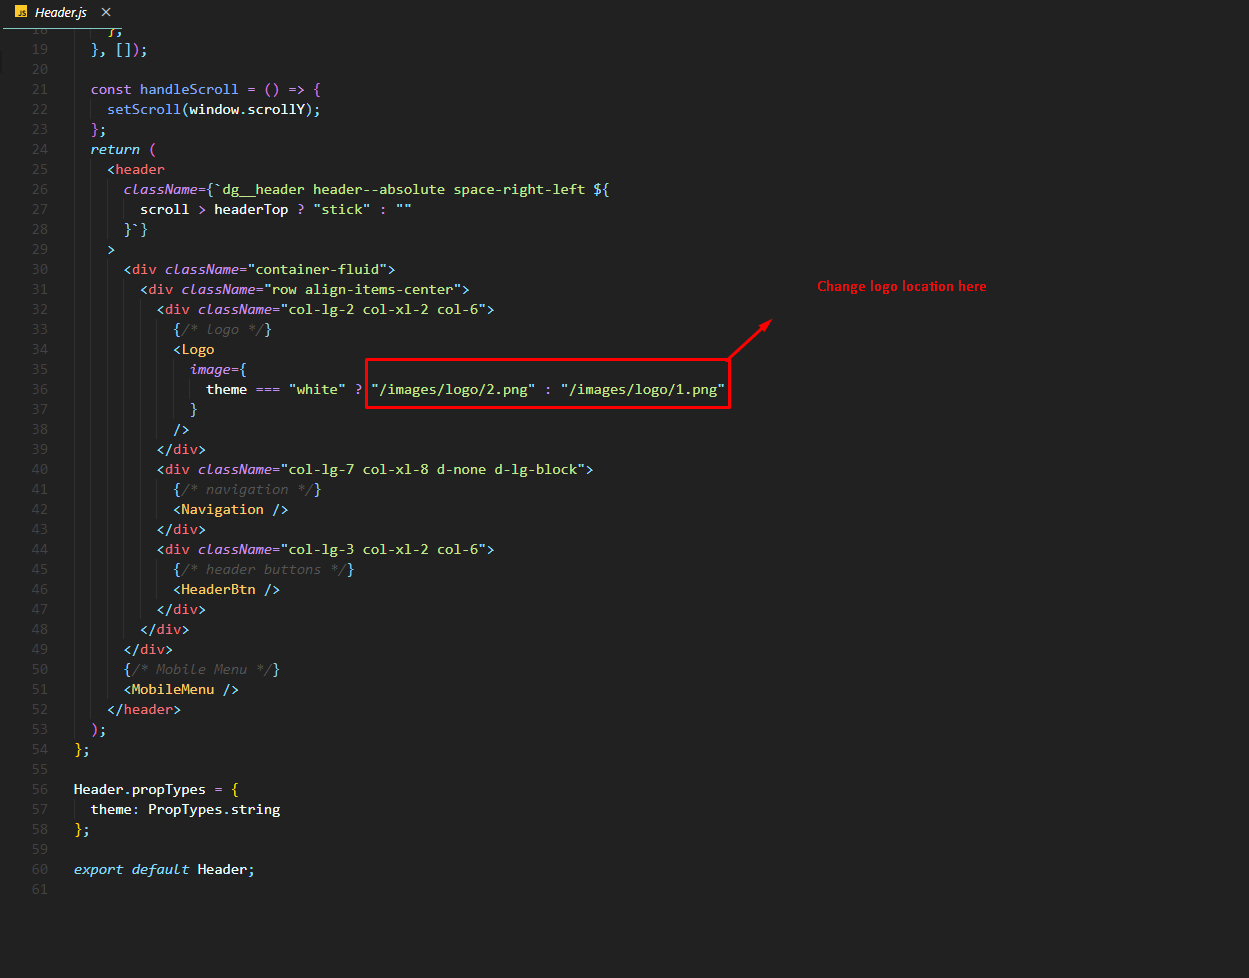 Header.js ×
18 };
19 }, []);
20
21 const handleScroll = () => {
22 setScroll(window.scrollY);
23 };
24 return (
25 <header
26 className={`dg__header header--absolute space-right-left ${
27 scroll > headerTop ? "stick" : ""
28 }`}
29 >
30 <div className="container-fluid">
31 <div className="row align-items-center">
32 <div className="col-lg-2 col-xl-2 col-6">
33 {/* logo */}
34 <Logo
35 image={
36 theme === "white" ? "/images/logo/2.png" : "/images/logo/1.png"
37 }
38 />
39 </div>
40 <div className="col-lg-7 col-xl-8 d-none d-lg-block">
41 {/* navigation */}
42 <Navigation />
43 </div>
44 <div className="col-lg-3 col-xl-2 col-6">
45 {/* header buttons */}
46 <HeaderBtn />
47 </div>
48 </div>
49 </div>
50 {/* Mobile Menu */}
51 <MobileMenu />
52 </header>
53 );
54 };
55
56 Header.propTypes = {
57 theme: PropTypes.string
58 };
59
60 export default Header;
61
Change logo location here